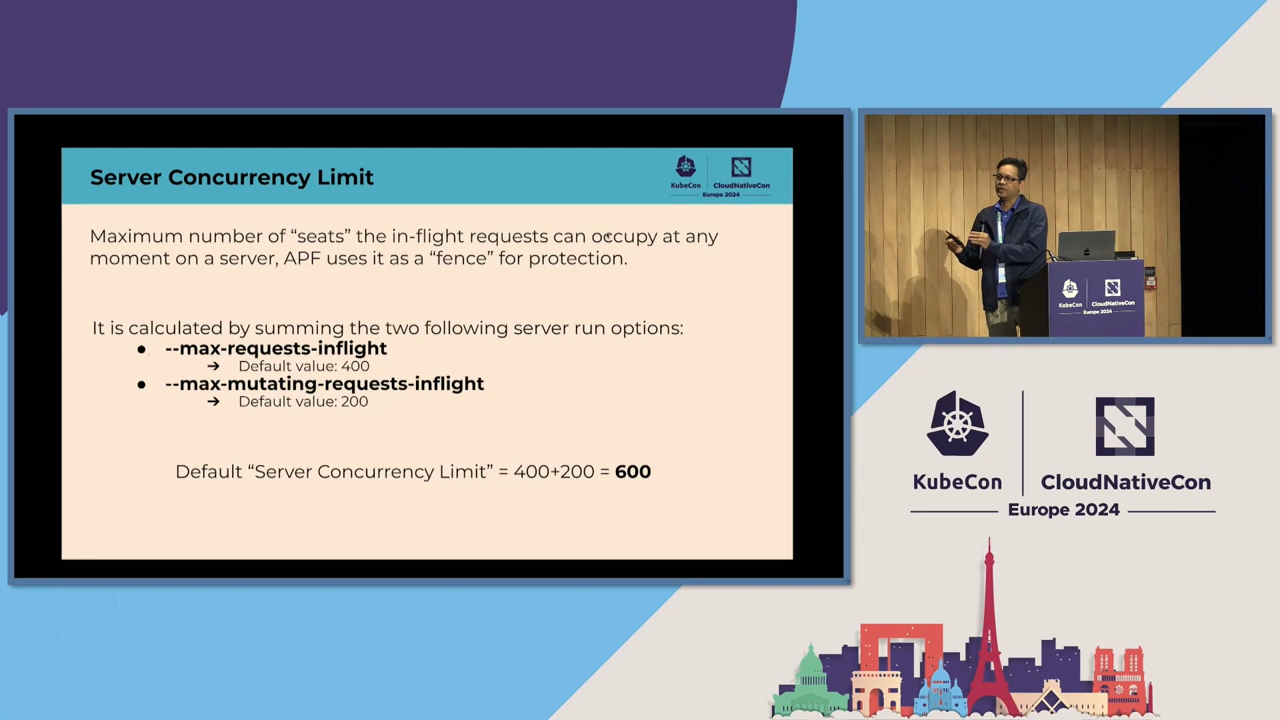 Server Concurrency Limit
KubeCon
CloudNativeCon
Europe 2024
Maximum number of “seats” the in-flight requests can occupy at any
moment on a server, APF uses it as a “fence” for protection.
It is calculated by summing the two following server run options:
● --max-requests-inflight
➔ Default value: 400
● --max-mutating-requests-inflight
➔ Default value: 200
Default “Server Concurrency Limit” = 400+200 = 600
KubeCon
CloudNativeCon
Europe 2024
KubeCon
CloudNativeCon
Europe 2024